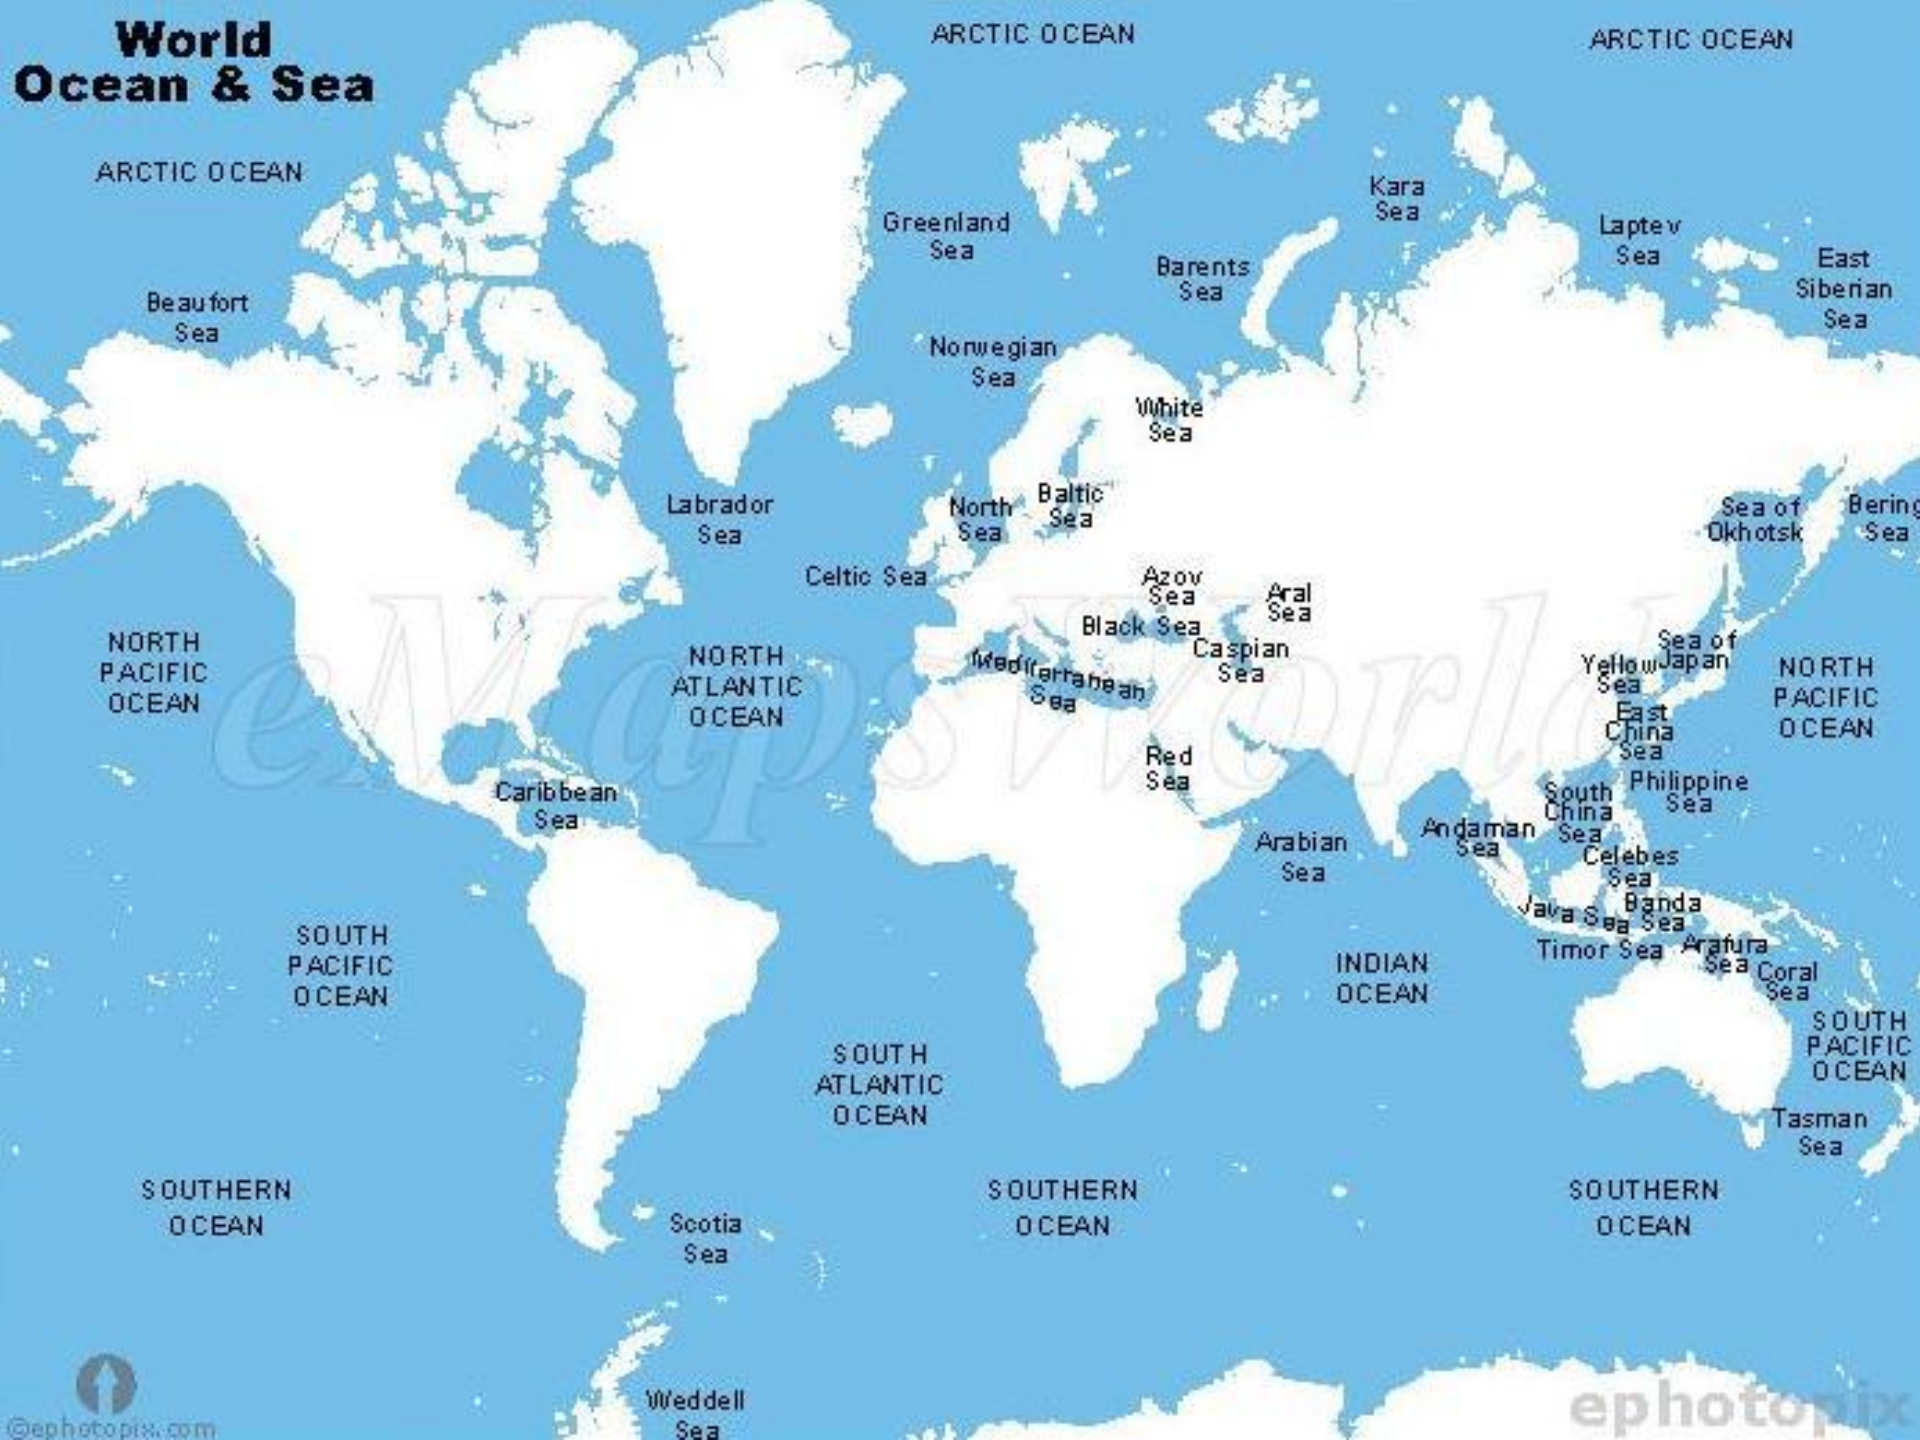 World
Ocean & Sea
ARCTIC OCEAN
ARCTIC OCEAN
ARCTIC OCEAN
Kara
Sea
Greenland
Sea
Laptev
Sea
Barents
Sea
East
Siberian
Sea
Beaufort
Sea
Norwegian
Sea
White
Sea
Labrador
Sea
North
Sea
Baltic
Sea
Sea of
Okhotsk
Bering
Sea
Celtic Sea
Azov
Sea
Aral
Sea
Black Sea
Caspian
Sea
Mediterranean
Sea
NORTH
PACIFIC
OCEAN
NORTH
ATLANTIC
OCEAN
Sea of
Japan
Yellow
Sea
NORTH
PACIFIC
OCEAN
East
China
Sea
eMapsWorld
Red
Sea
Caribbean
Sea
South
China
Sea
Philippine
Sea
Andaman
Sea
Arabian
Sea
Celebes
Sea
Java Sea
Banda
Sea
Timor Sea
Arafura
Sea
Coral
Sea
SOUTH
PACIFIC
OCEAN
INDIAN
OCEAN
SOUTH
PACIFIC
OCEAN
SOUTH
ATLANTIC
OCEAN
Tasman
Sea
SOUTHERN
OCEAN
SOUTHERN
OCEAN
SOUTHERN
OCEAN
Scotia
Sea
Weddell
Sea
©ephotopix.com
ephotopix